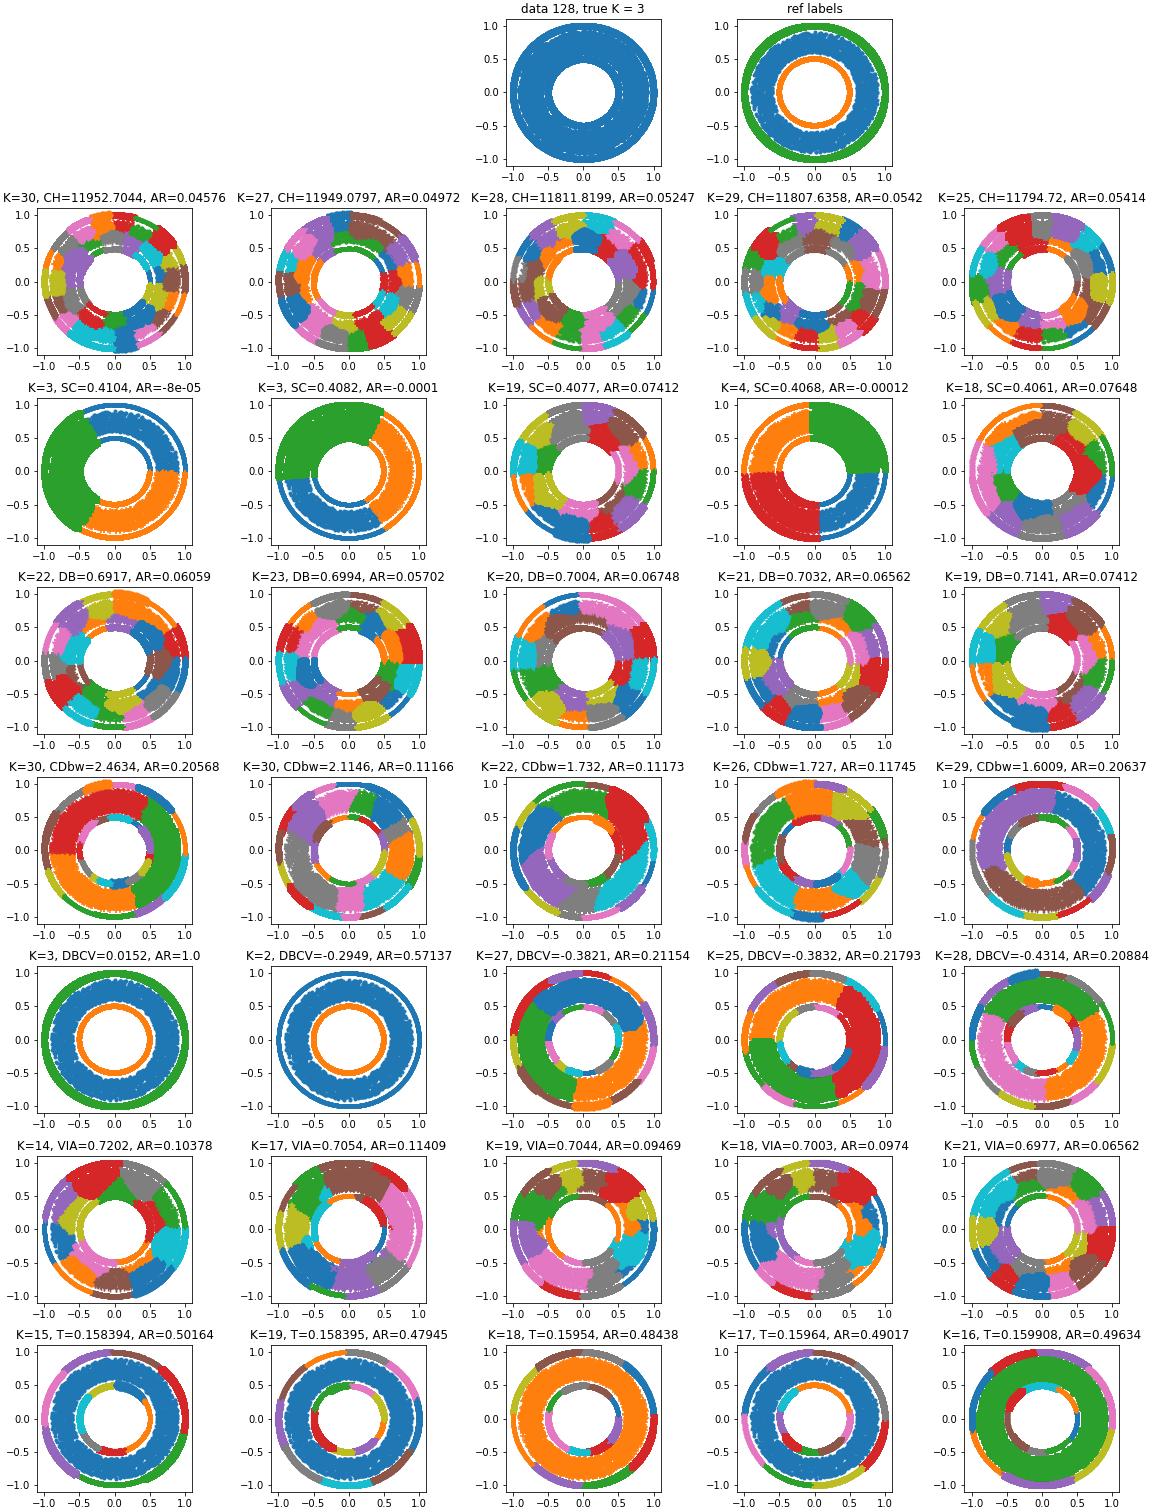 data 128, true K = 3
ref labels
K=30, CH=11952.7044, AR=0.04576
K=27, CH=11949.0797, AR=0.04972
K=28, CH=11811.8199, AR=0.05247
K=29, CH=11807.6358, AR=0.0542
K=25, CH=11794.72, AR=0.05414
K=3, SC=0.4104, AR=-8e-05
K=3, SC=0.4082, AR=-0.0001
K=19, SC=0.4077, AR=0.07412
K=4, SC=0.4068, AR=-0.00012
K=18, SC=0.4061, AR=0.07648
K=22, DB=0.6917, AR=0.06059
K=23, DB=0.6994, AR=0.05702
K=20, DB=0.7004, AR=0.06748
K=21, DB=0.7032, AR=0.06562
K=19, DB=0.7141, AR=0.07412
K=30, CDbw=2.4634, AR=0.20568
K=30, CDbw=2.1146, AR=0.11166
K=22, CDbw=1.732, AR=0.11173
K=26, CDbw=1.727, AR=0.11745
K=29, CDbw=1.6009, AR=0.20637
K=3, DBCV=0.0152, AR=1.0
K=2, DBCV=-0.2949, AR=0.57137
K=27, DBCV=-0.3821, AR=0.21154
K=25, DBCV=-0.3832, AR=0.21793
K=28, DBCV=-0.4314, AR=0.20884
K=14, VIA=0.7202, AR=0.10378
K=17, VIA=0.7054, AR=0.11409
K=19, VIA=0.7044, AR=0.09469
K=18, VIA=0.7003, AR=0.0974
K=21, VIA=0.6977, AR=0.06562
K=15, T=0.158394, AR=0.50164
K=19, T=0.158395, AR=0.47945
K=18, T=0.15954, AR=0.48438
K=17, T=0.15964, AR=0.49017
K=16, T=0.159908, AR=0.49634